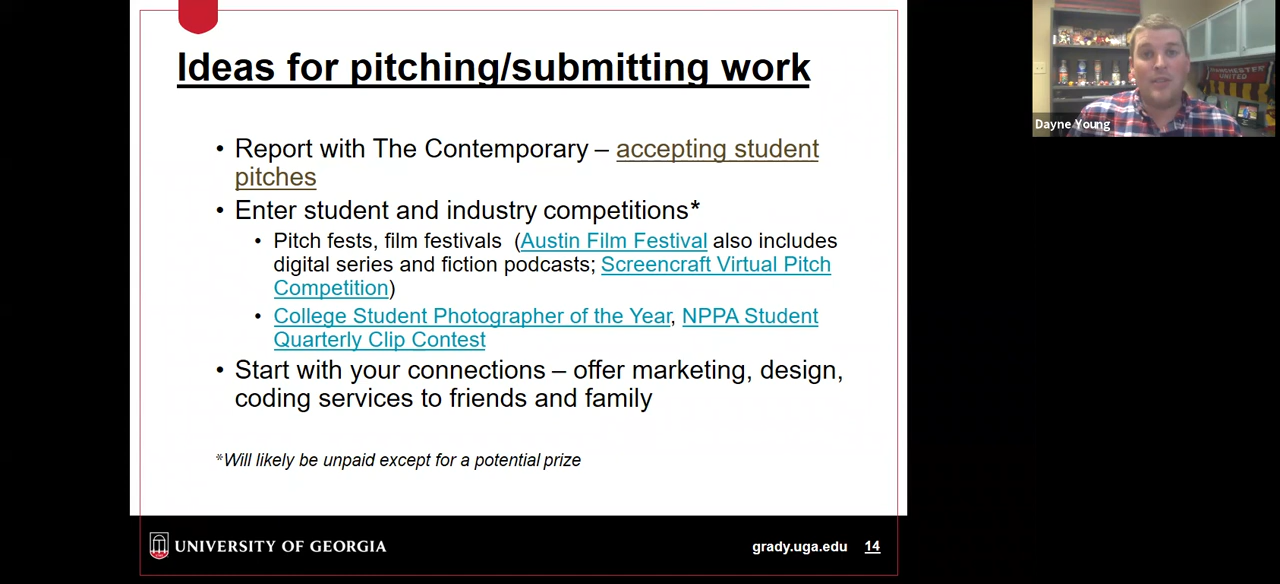 Ideas for pitching/submitting work
• Report with The Contemporary – accepting student
pitches
• Enter student and industry competitions*
• Pitch fests, film festivals (Austin Film Festival also includes
digital series and fiction podcasts; Screencraft Virtual Pitch
Competition)
• College Student Photographer of the Year, NPPA Student
Quarterly Clip Contest
• Start with your connections – offer marketing, design,
coding services to friends and family
*Will likely be unpaid except for a potential prize
UNIVERSITY OF GEORGIA
grady.uga.edu 14
MANCHESTER
UNITED
Dayne Young